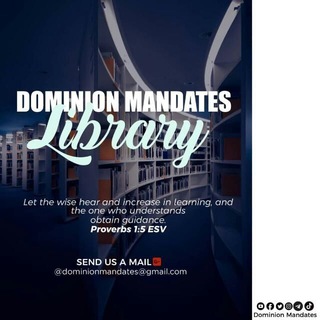 DOMINION MANDATES
Library
Let the wise hear and increase in learning, and
the one who understands
obtain guidance.
Proverbs 1:5 ESV
SEND US A MAIL
@dominionmandates@gmail.com
Dominion Mandates